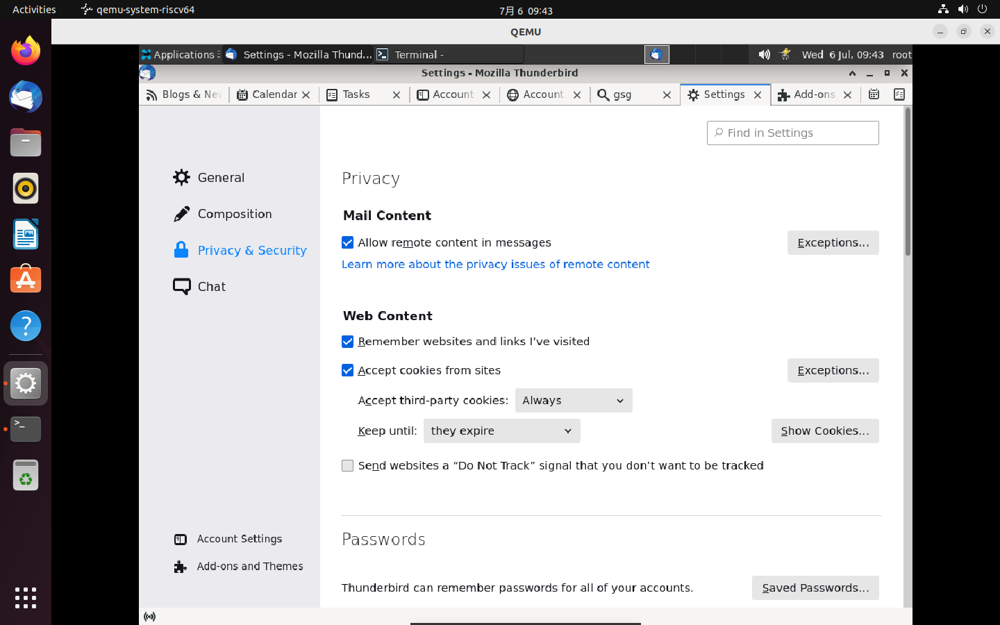 Activities qemu-system-riscv64 7月 6 09:43
QEMU
Applications Settings - Mozilla Thund... Terminal - Wed 6 Jul, 09:43 root
Settings - Mozilla Thunderbird
Blogs & Nev Calendar Tasks Account Account gsg Settings Add-ons
Find in Settings
General
Composition
Privacy & Security
Chat
Account Settings
Add-ons and Themes
Privacy
Mail Content
Allow remote content in messages Exceptions...
Learn more about the privacy issues of remote content
Web Content
Remember websites and links I’ve visited
Accept cookies from sites Exceptions...
Accept third-party cookies: Always
Keep until: they expire Show Cookies...
Send websites a “Do Not Track” signal that you don’t want to be tracked
Passwords
Thunderbird can remember passwords for all of your accounts. Saved Passwords...